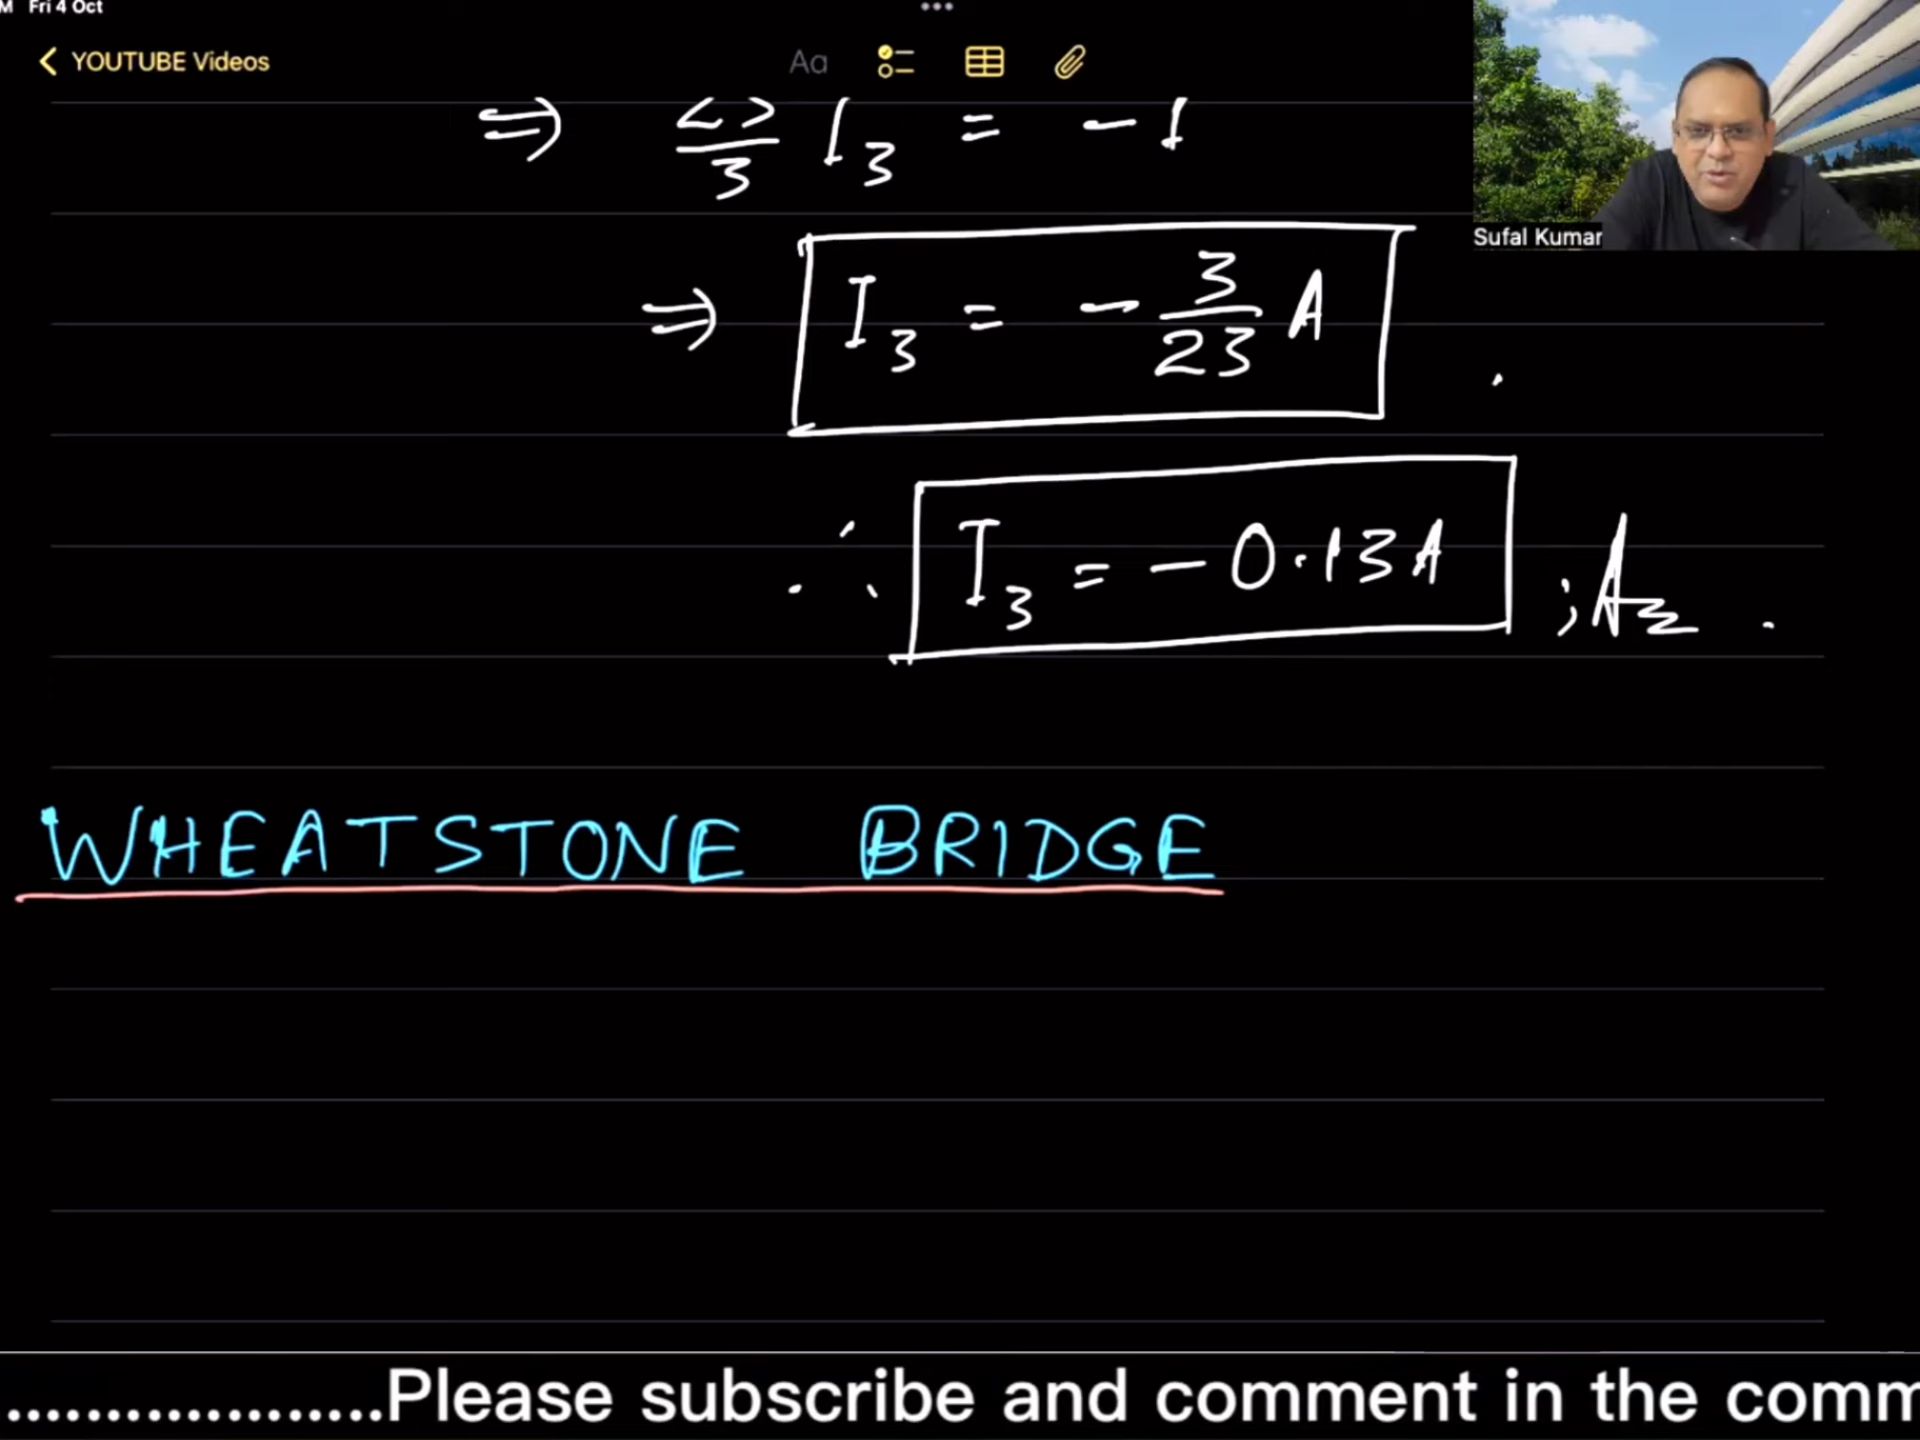 M Fri 4 Oct
YOUTUBE Videos
Aa
Sufal Kumar
⇒ 23/3 I₃ = -1
⇒ I₃ = - 3/23 A
∴ I₃ = - 0.13A ;
WHEATSTONE BRIDGE
...................Please subscribe and comment in the comm